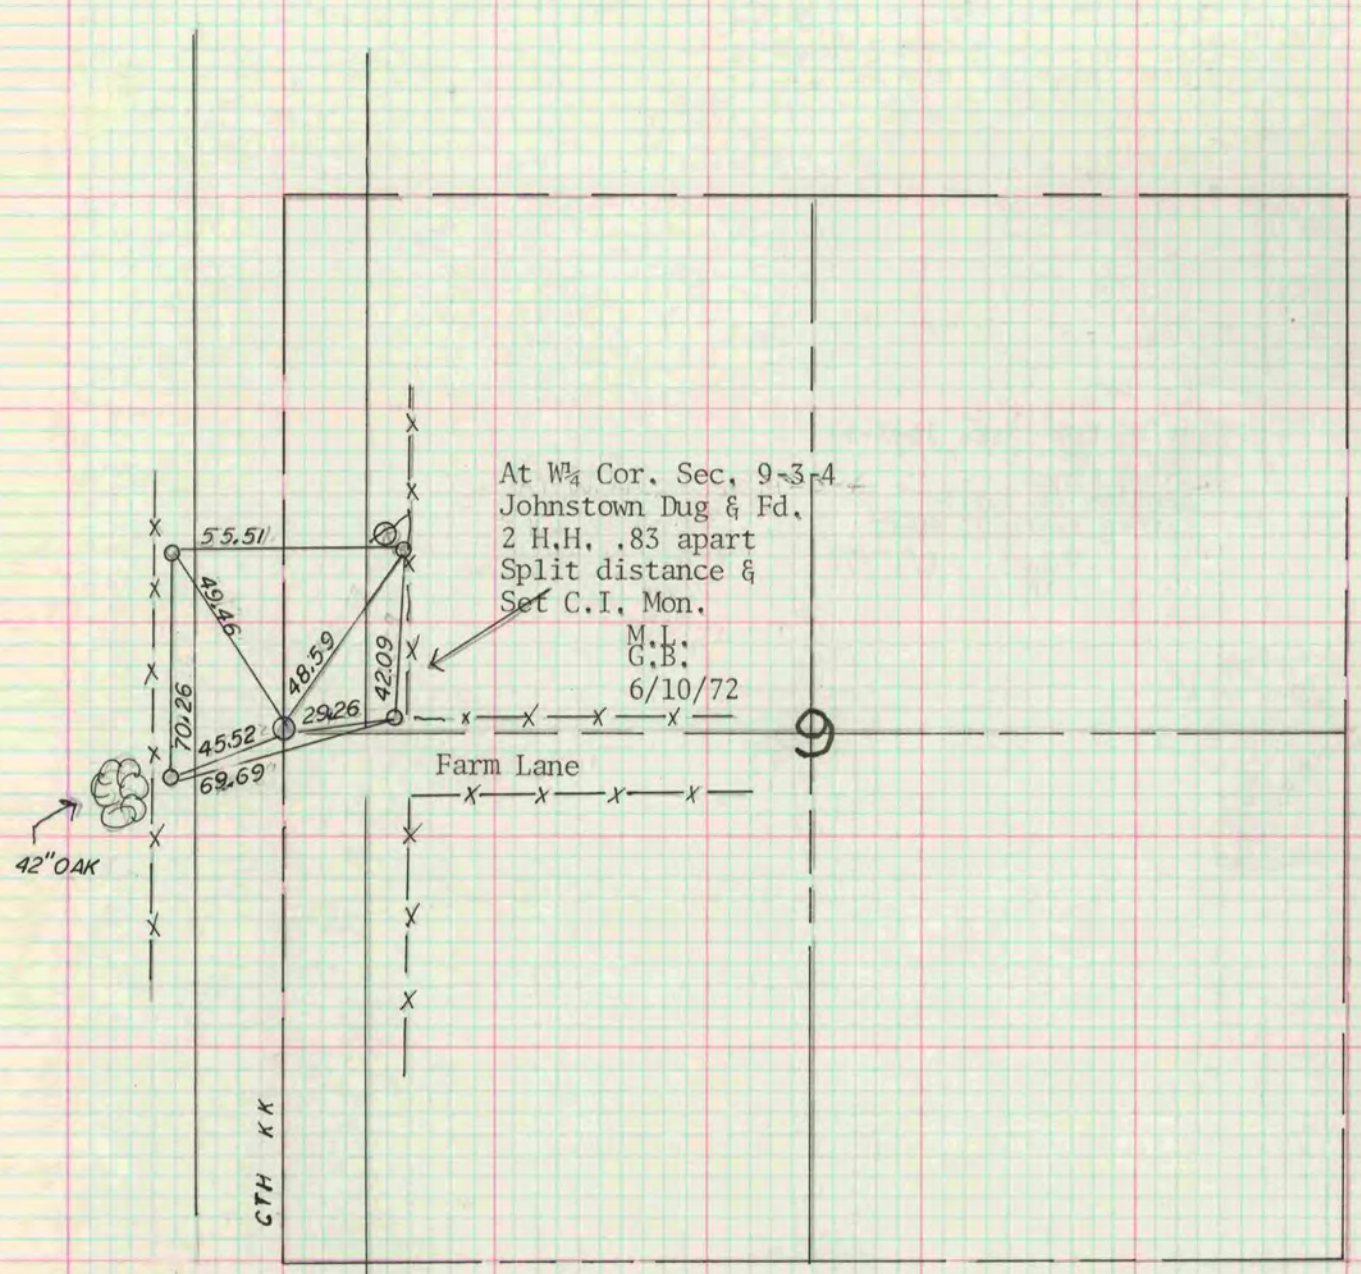 At W¼ Cor. Sec. 9-3-4
Johnstown Dug & Fd.
2 H.H. .83 apart
Split distance &
Set C.I. Mon.
M.L.
G.B.
6/10/72
55.51
49.46
48.59
42.09
70.26
29.26
45.52
69.69
9
Farm Lane
42" OAK
CTH KK